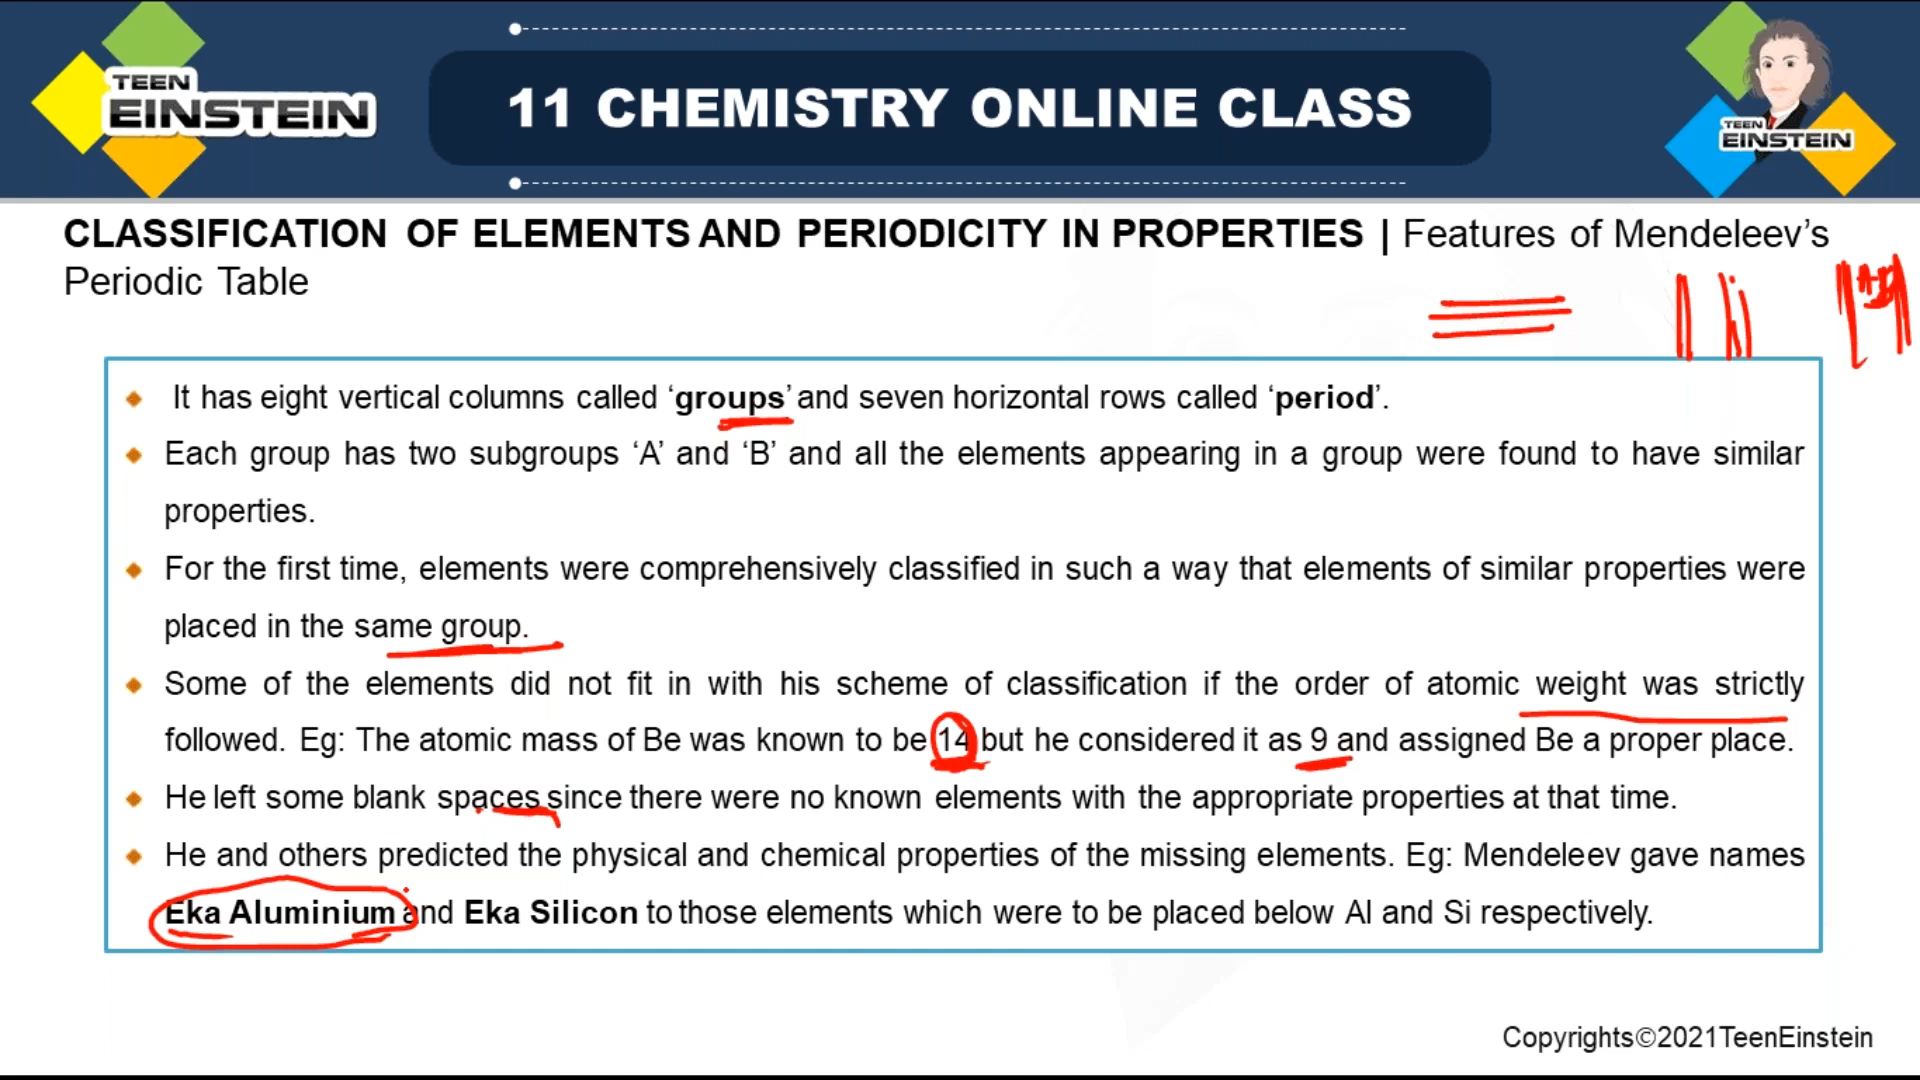 TEEN
EINSTEIN
11 CHEMISTRY ONLINE CLASS
TEEN
EINSTEIN
CLASSIFICATION OF ELEMENTS AND PERIODICITY IN PROPERTIES | Features of Mendeleev’s
Periodic Table
It has eight vertical columns called ‘groups’ and seven horizontal rows called ‘period’.
Each group has two subgroups ‘A’ and ‘B’ and all the elements appearing in a group were found to have similar
properties.
For the first time, elements were comprehensively classified in such a way that elements of similar properties were
placed in the same group.
Some of the elements did not fit in with his scheme of classification if the order of atomic weight was strictly
followed. Eg: The atomic mass of Be was known to be 14 but he considered it as 9 and assigned Be a proper place.
He left some blank spaces since there were no known elements with the appropriate properties at that time.
He and others predicted the physical and chemical properties of the missing elements. Eg: Mendeleev gave names
Eka Aluminium and Eka Silicon to those elements which were to be placed below Al and Si respectively.
Copyrights©2021TeenEinstein